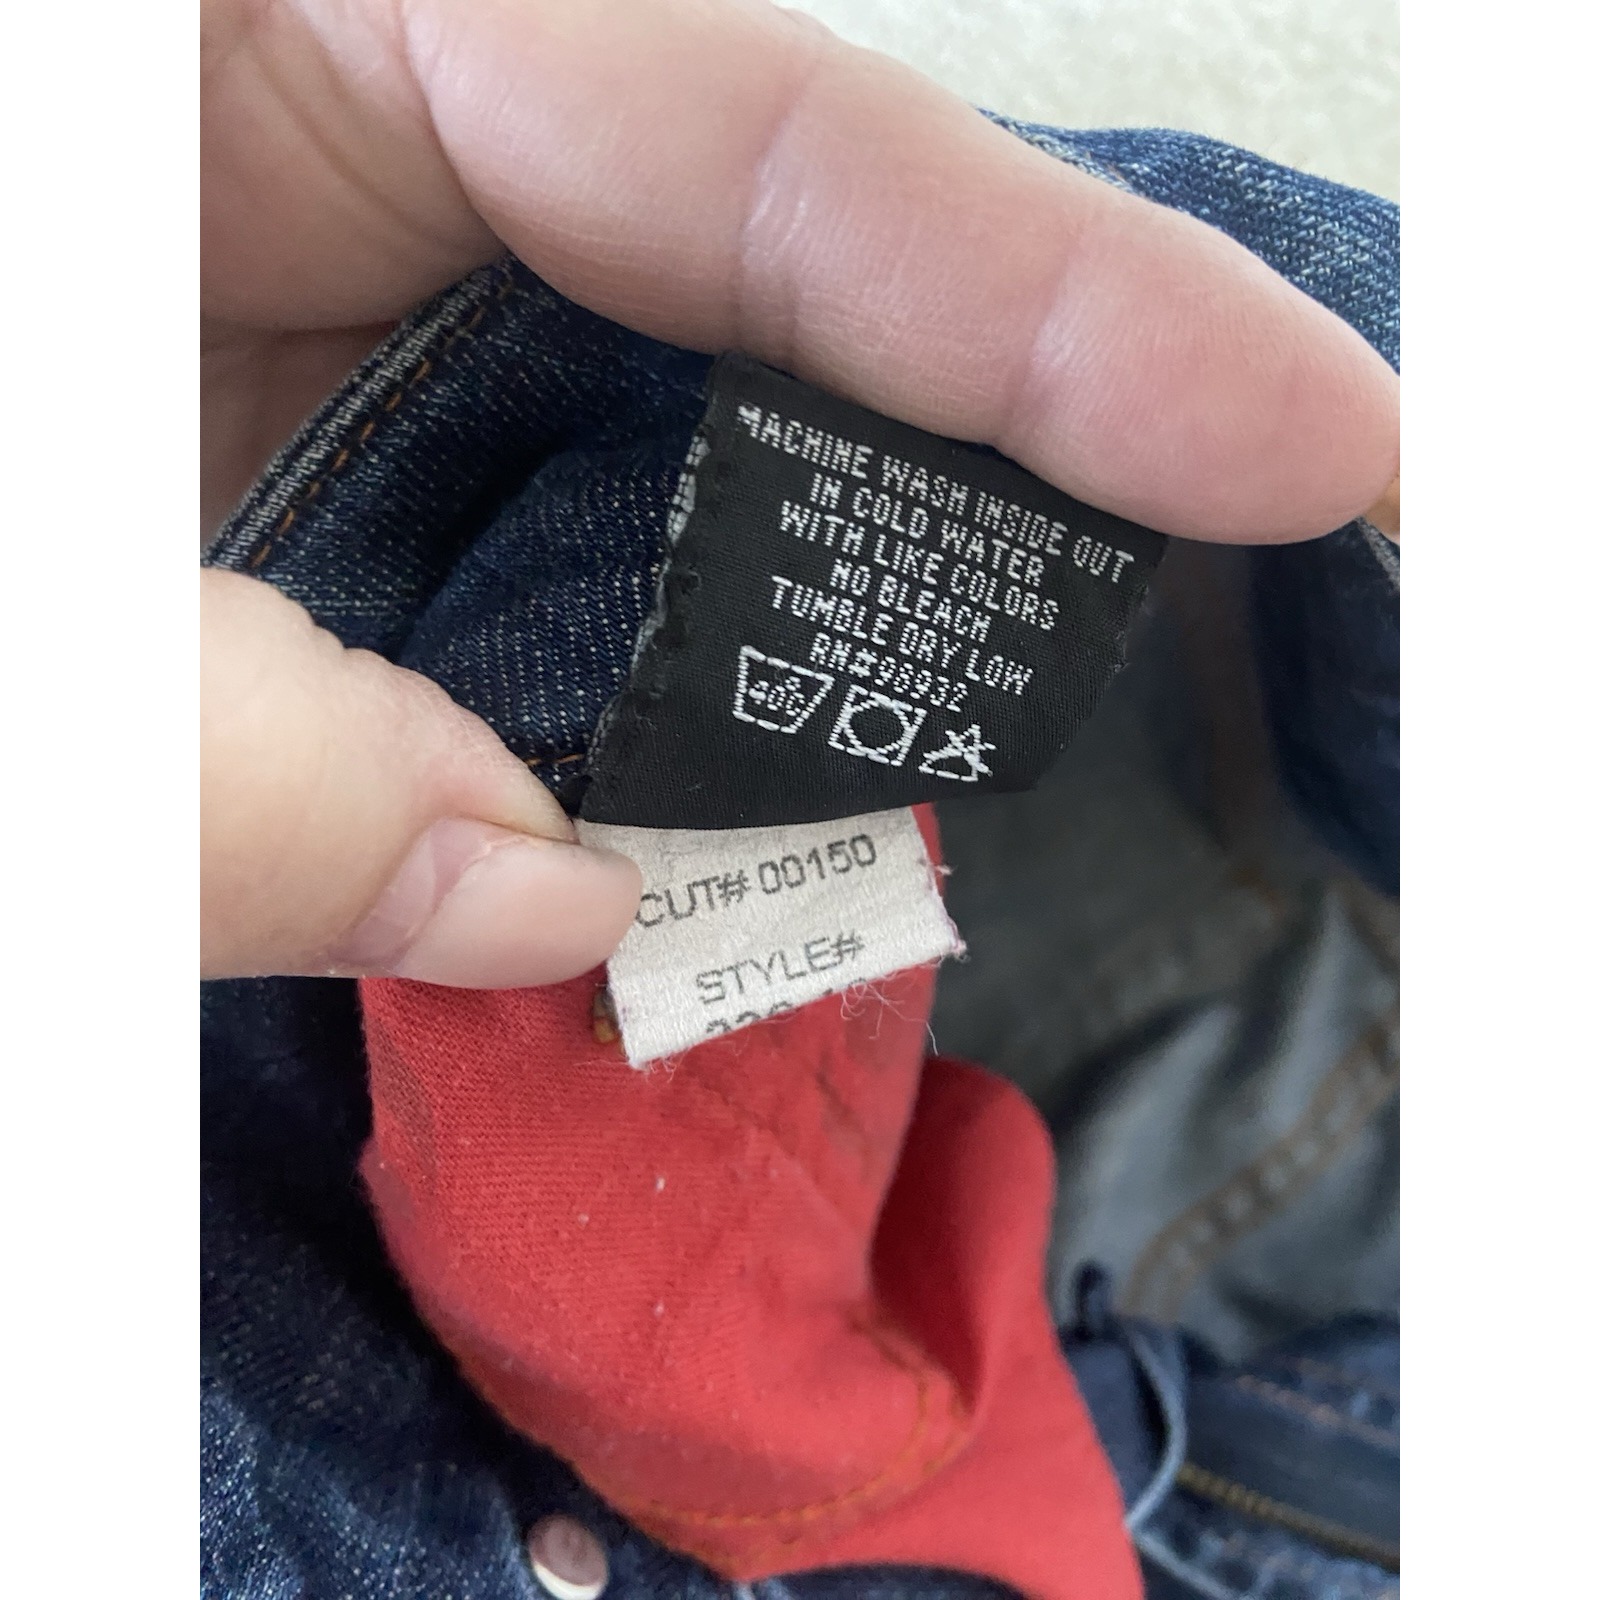 MACHINE WASH INSIDE OUT
IN COLD WATER
WITH LIKE COLORS
NO BLEACH
TUMBLE DRY LOW
RN#98932
40°C
CUT# 00150
STYLE#